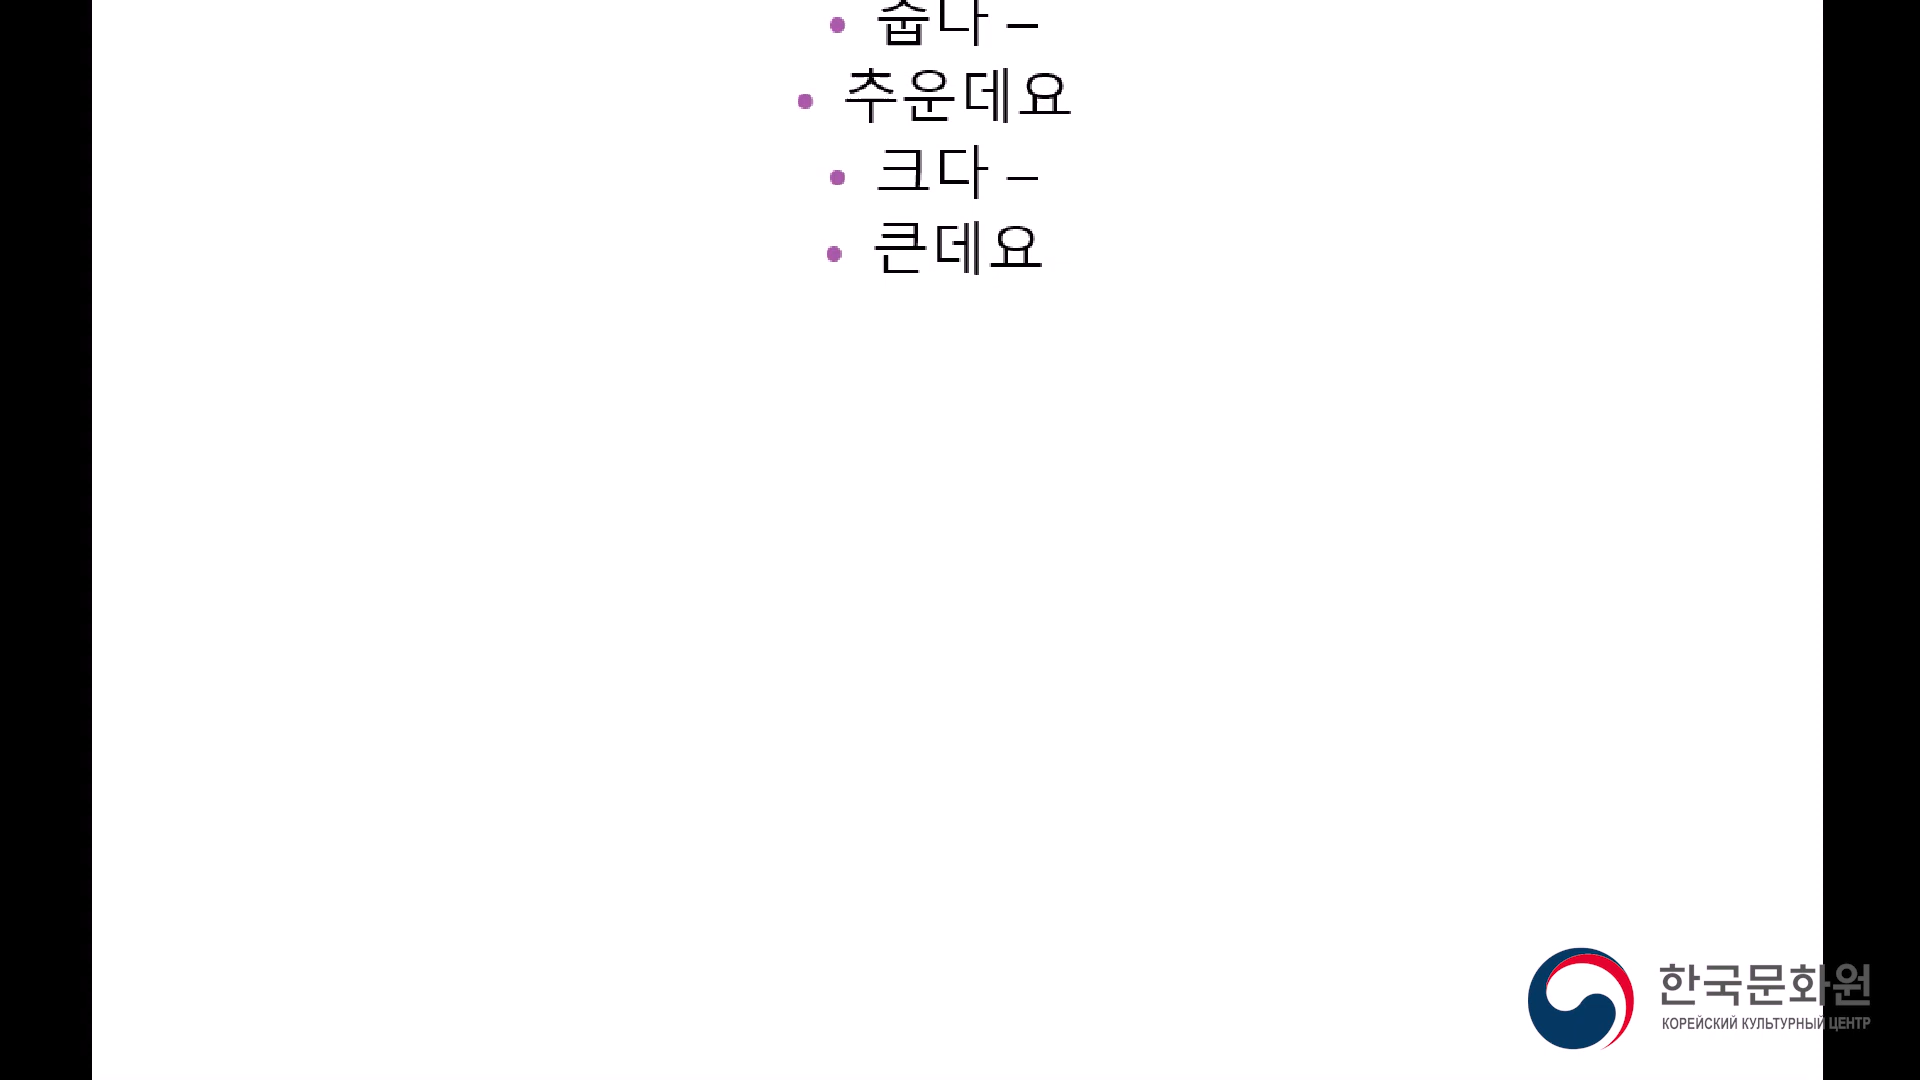 춥다 –
추운데요
크다 –
큰데요
한국문화원
КОРЕЙСКИЙ КУЛЬТУРНЫЙ ЦЕНТР